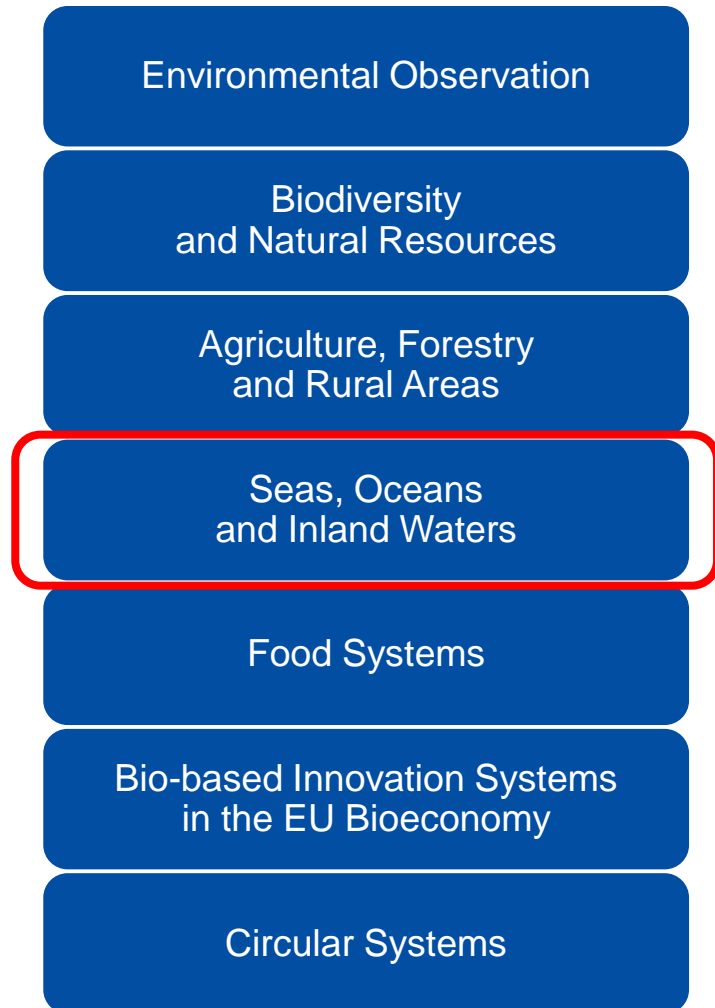 Environmental Observation
Biodiversity
and Natural Resources
Agriculture, Forestry
and Rural Areas
Seas, Oceans
and Inland Waters
Food Systems
Bio-based Innovation Systems
in the EU Bioeconomy
Circular Systems